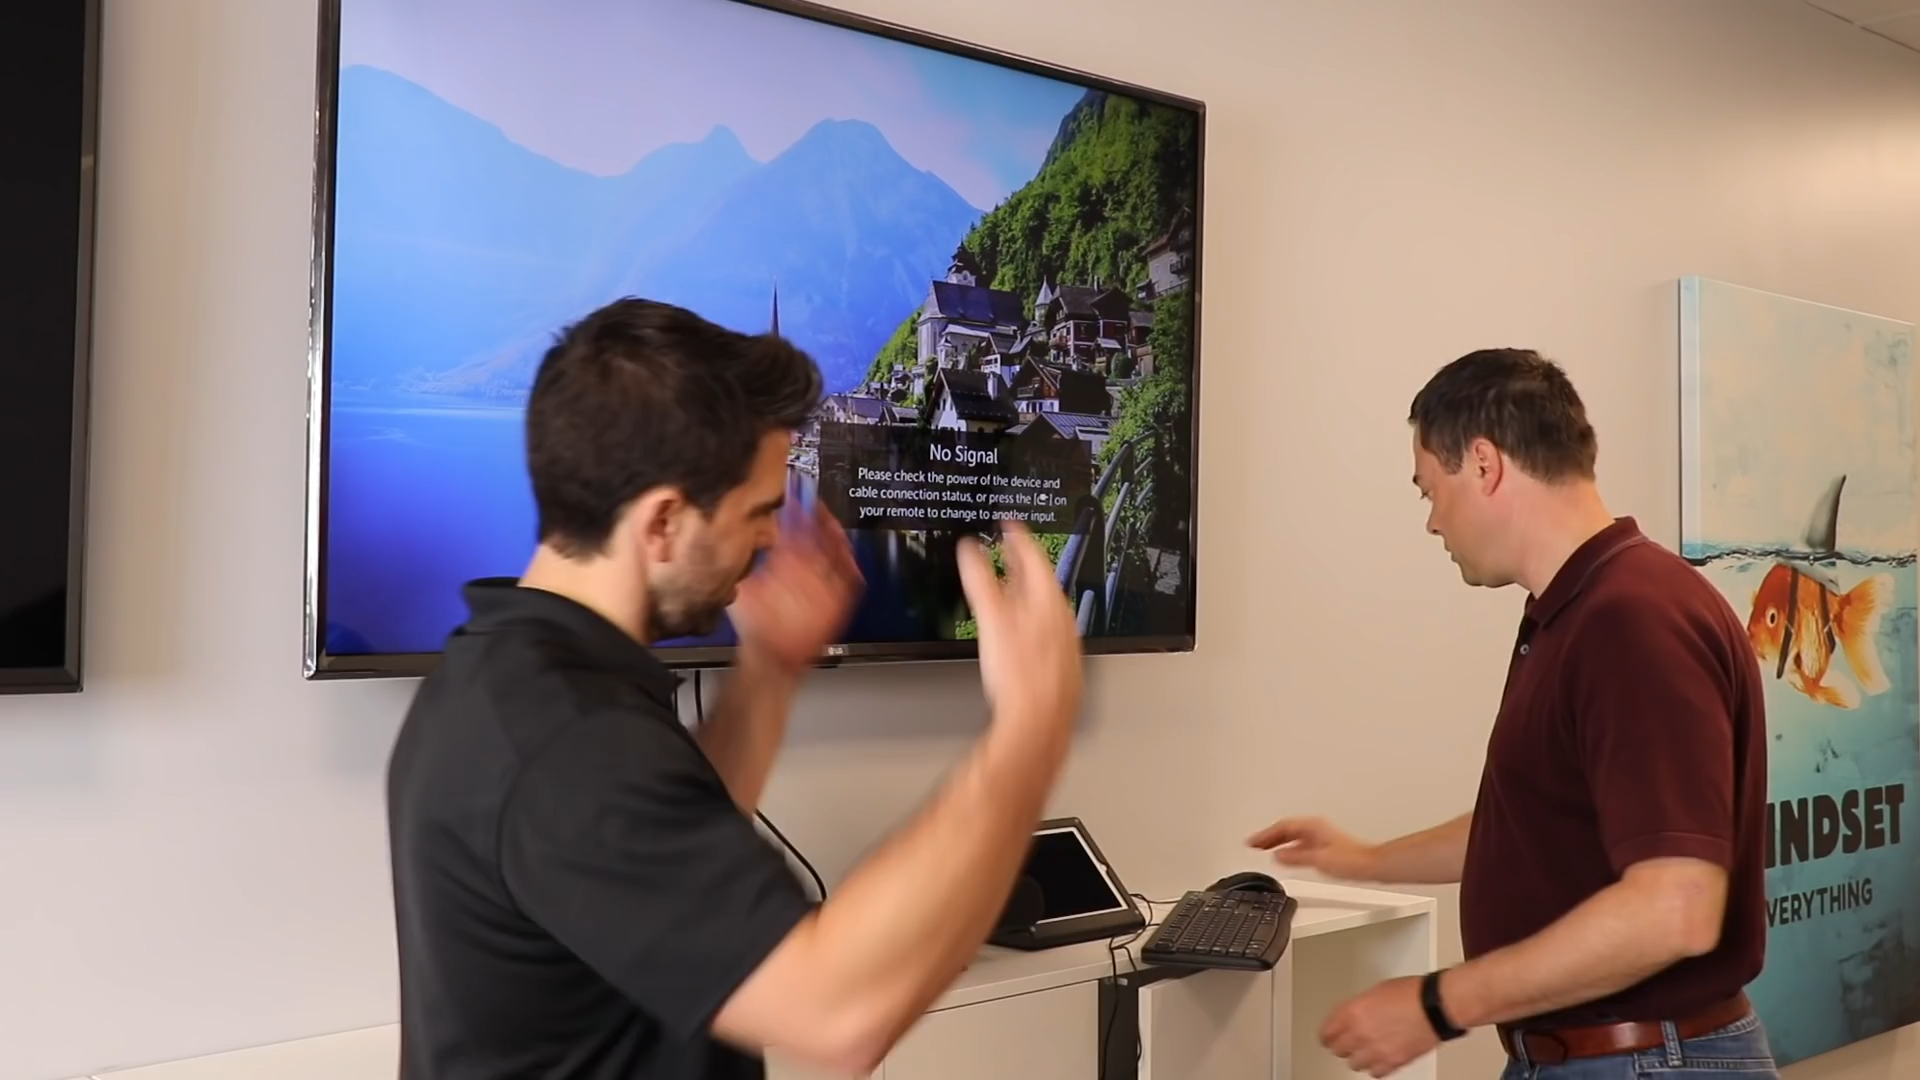 No Signal
Please check the power of the device and
cable connection status, or press the [ ] on
your remote to change to another input.
LG
INDSET
VERYTHING